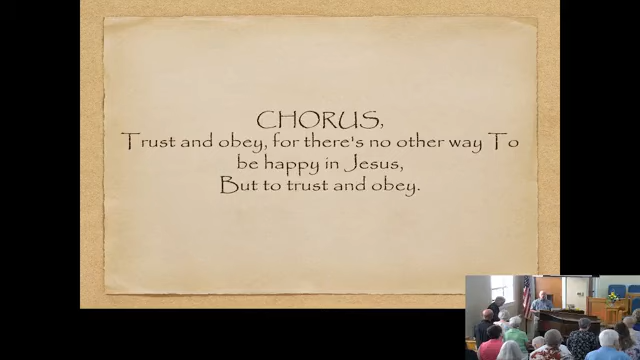 CHORUS,
Trust and obey, for there's no other way To
be happy in Jesus,
But to trust and obey.